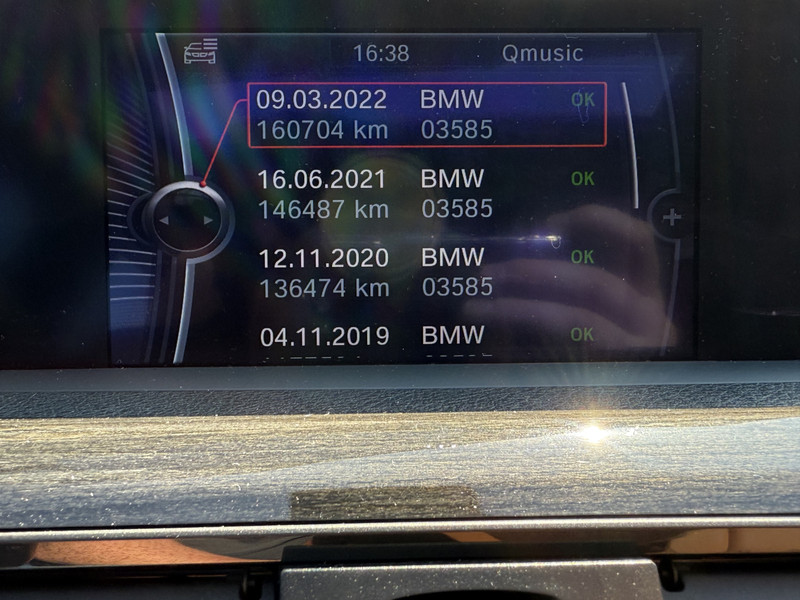 16:38 Qmusic
09.03.2022 BMW OK
160704 km 03585
16.06.2021 BMW OK
146487 km 03585
12.11.2020 BMW OK
136474 km 03585
04.11.2019 BMW OK